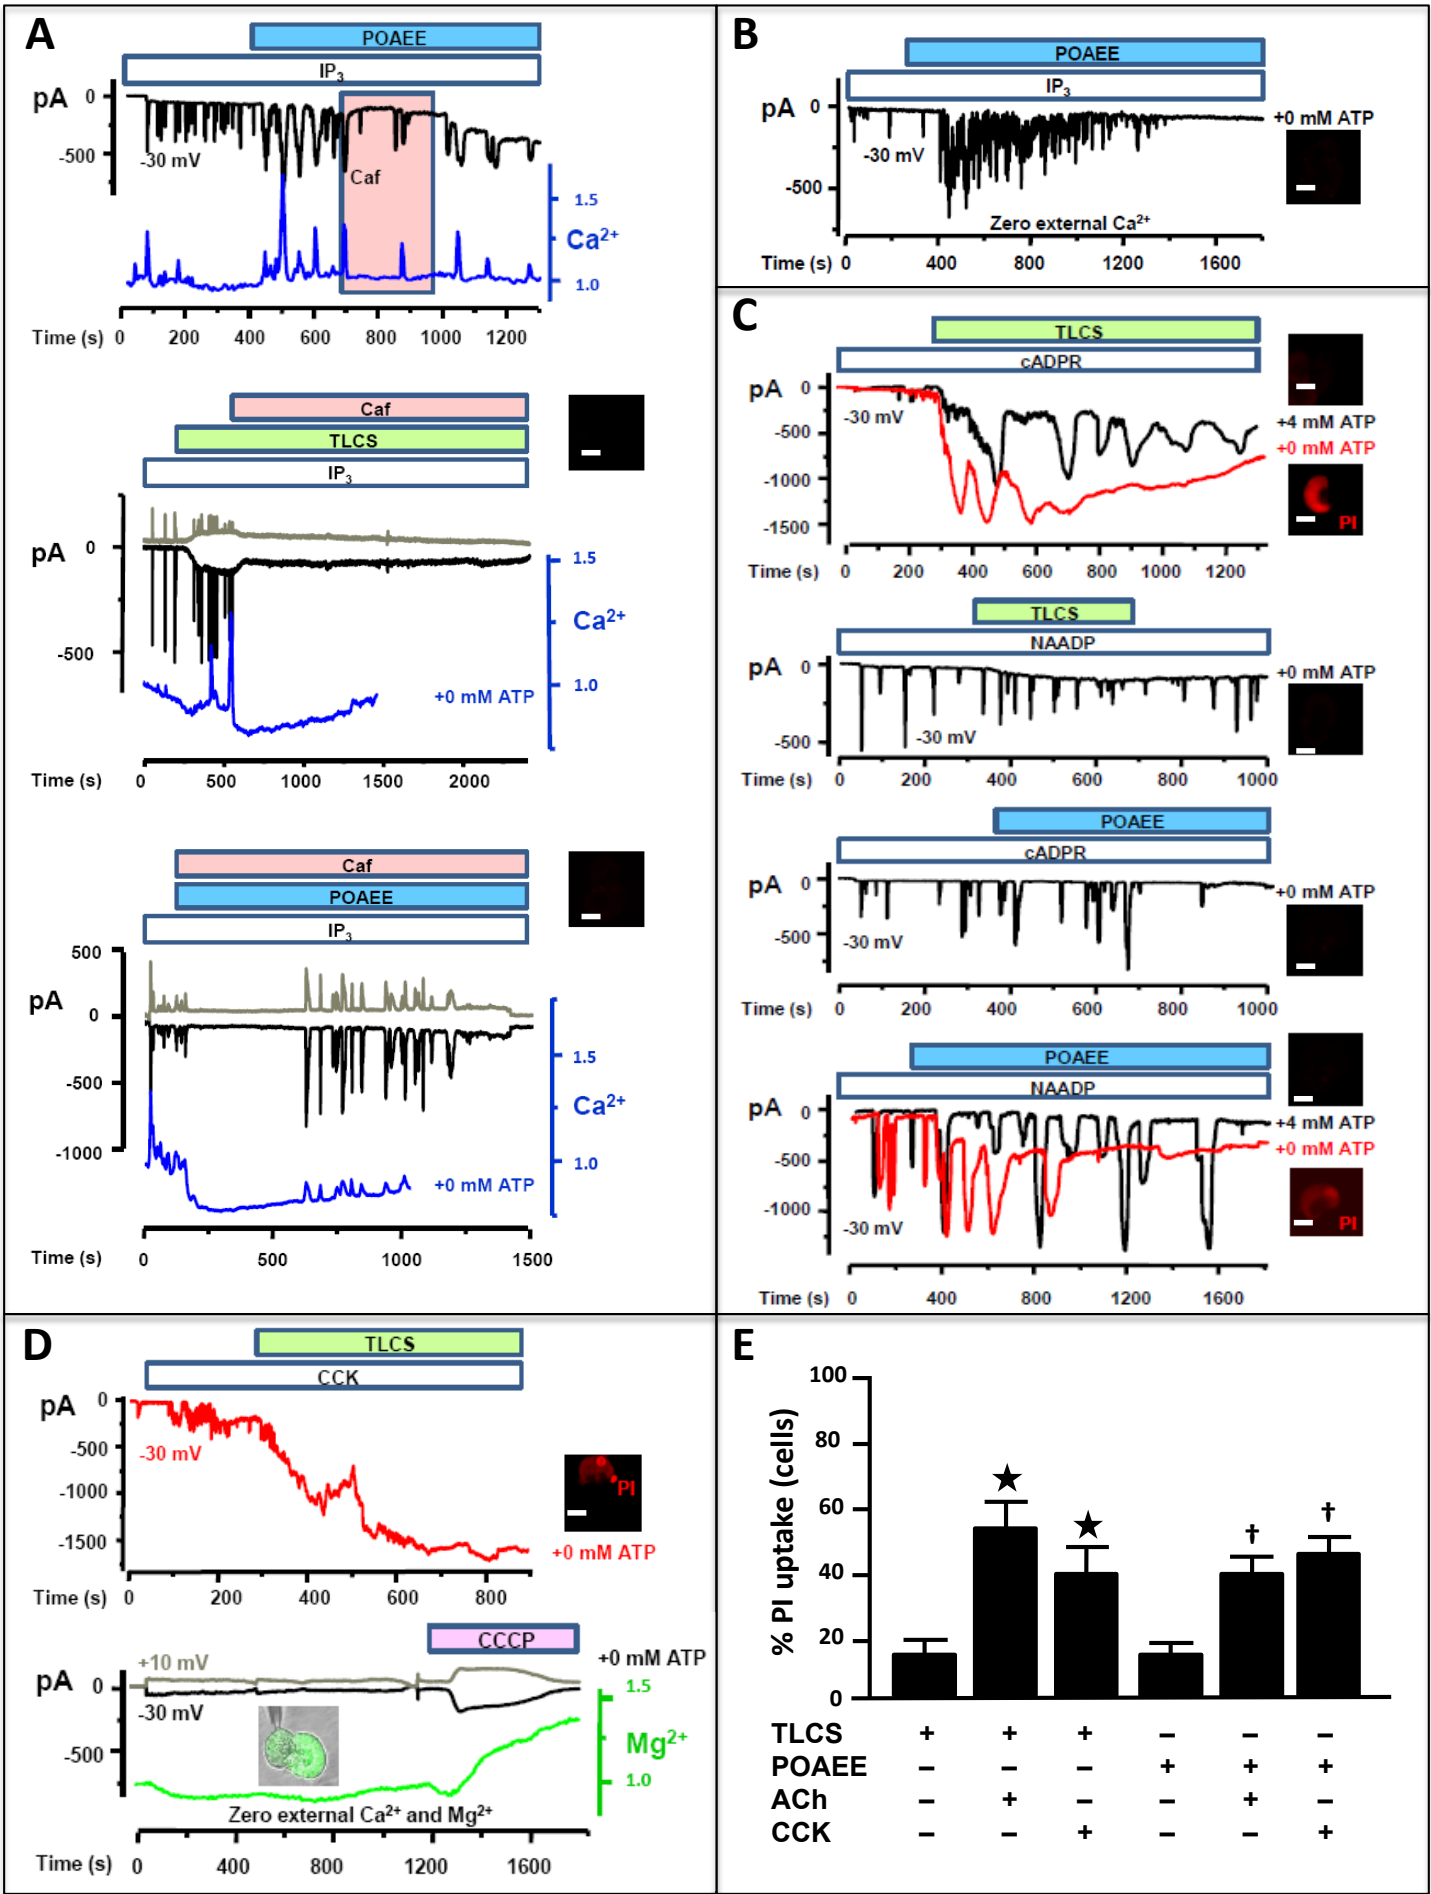 A
POAEE
IP3
pA
0
-500
-30 mV
Caf
1.5
Ca2+
1.0
Time (s) 0 200 400 600 800 1000 1200
Caf
TLCS
IP3
pA
0
-500
1.5
Ca2+
1.0
+0 mM ATP
Time (s) 0 500 1000 1500 2000
Caf
POAEE
IP3
500
pA
0
-500
-1000
1.5
Ca2+
1.0
+0 mM ATP
Time (s) 0 500 1000 1500
B
POAEE
IP3
pA
0
-500
-30 mV
+0 mM ATP
Zero external Ca2+
Time (s) 0 400 800 1200 1600
C
TLCS
cADPR
pA
0
-500
-1000
-1500
-30 mV
+4 mM ATP
+0 mM ATP
PI
Time (s) 0 200 400 600 800 1000 1200
TLCS
NAADP
pA
0
-500
-30 mV
+0 mM ATP
Time (s) 0 200 400 600 800 1000
POAEE
cADPR
pA
0
-500
-30 mV
+0 mM ATP
Time (s) 0 200 400 600 800 1000
POAEE
NAADP
pA
0
-500
-1000
-30 mV
+4 mM ATP
+0 mM ATP
PI
Time (s) 0 400 800 1200 1600
D
TLCS
CCK
pA
0
-500
-1000
-1500
-30 mV
PI
+0 mM ATP
Time (s) 0 200 400 600 800
CCCP
+10 mV
+0 mM ATP
pA
0
-30 mV
-500
1.5
Mg2+
1.0
Zero external Ca2+ and Mg2+
Time (s) 0 400 800 1200 1600
E
100
80
60
40
20
0
% PI uptake (cells)
★ ★ † †
TLCS + + + – – –
POAEE – – – + + +
ACh – + – – + –
CCK – – + – – +